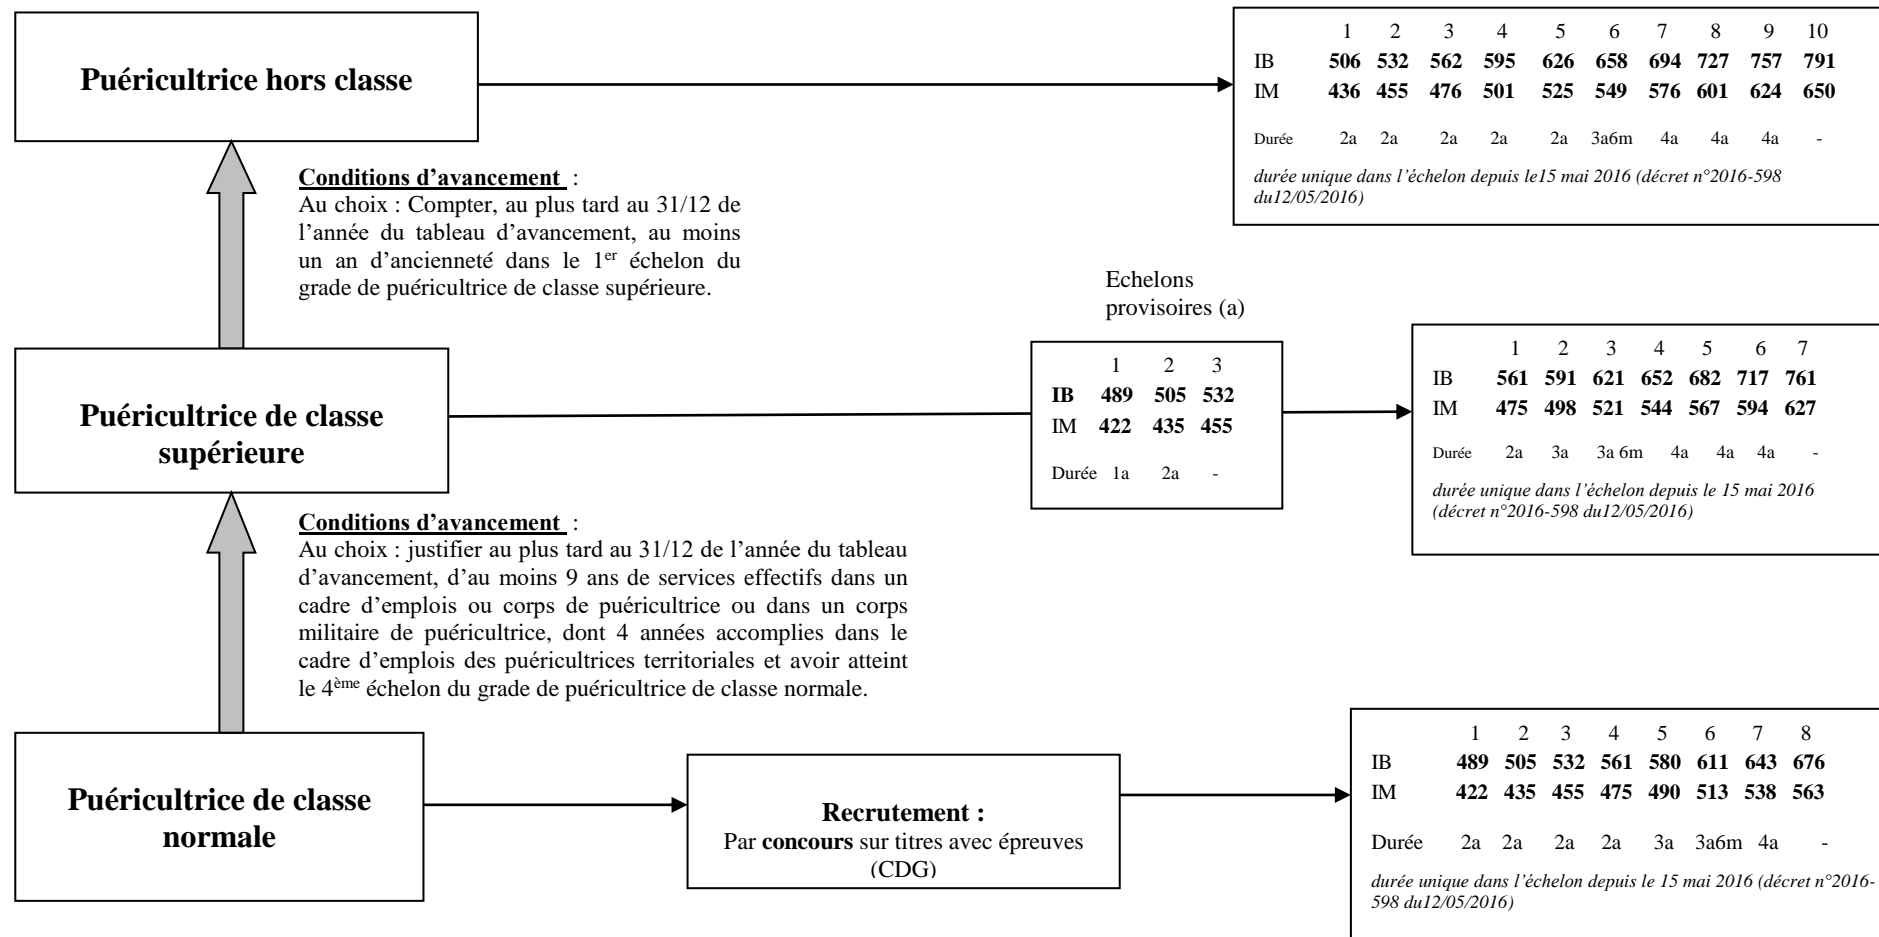 Puéricultrice hors classe
1 2 3 4 5 6 7 8 9 10
IB 506 532 562 595 626 658 694 727 757 791
IM 436 455 476 501 525 549 576 601 624 650
Durée 2a 2a 2a 2a 2a 3a6m 4a 4a 4a -
durée unique dans l'échelon depuis le15 mai 2016 (décret n°2016-598
du12/05/2016)
Conditions d'avancement :
Au choix : Compter, au plus tard au 31/12 de
l'année du tableau d'avancement, au moins
un an d'ancienneté dans le 1er échelon du
grade de puéricultrice de classe supérieure.
Echelons
provisoires (a)
Puéricultrice de classe
supérieure
1 2 3
IB 489 505 532
IM 422 435 455
Durée 1a 2a -
1 2 3 4 5 6 7
IB 561 591 621 652 682 717 761
IM 475 498 521 544 567 594 627
Durée 2a 3a 3a 6m 4a 4a 4a -
durée unique dans l'échelon depuis le 15 mai 2016
(décret n°2016-598 du12/05/2016)
Conditions d'avancement :
Au choix : justifier au plus tard au 31/12 de l'année du tableau
d'avancement, d'au moins 9 ans de services effectifs dans un
cadre d'emplois ou corps de puéricultrice ou dans un corps
militaire de puéricultrice, dont 4 années accomplies dans le
cadre d'emplois des puéricultrices territoriales et avoir atteint
le 4ème échelon du grade de puéricultrice de classe normale.
Puéricultrice de classe
normale
Recrutement :
Par concours sur titres avec épreuves
(CDG)
1 2 3 4 5 6 7 8
IB 489 505 532 561 580 611 643 676
IM 422 435 455 475 490 513 538 563
Durée 2a 2a 2a 2a 3a 3a6m 4a -
durée unique dans l'échelon depuis le 15 mai 2016 (décret n°2016-
598 du12/05/2016)